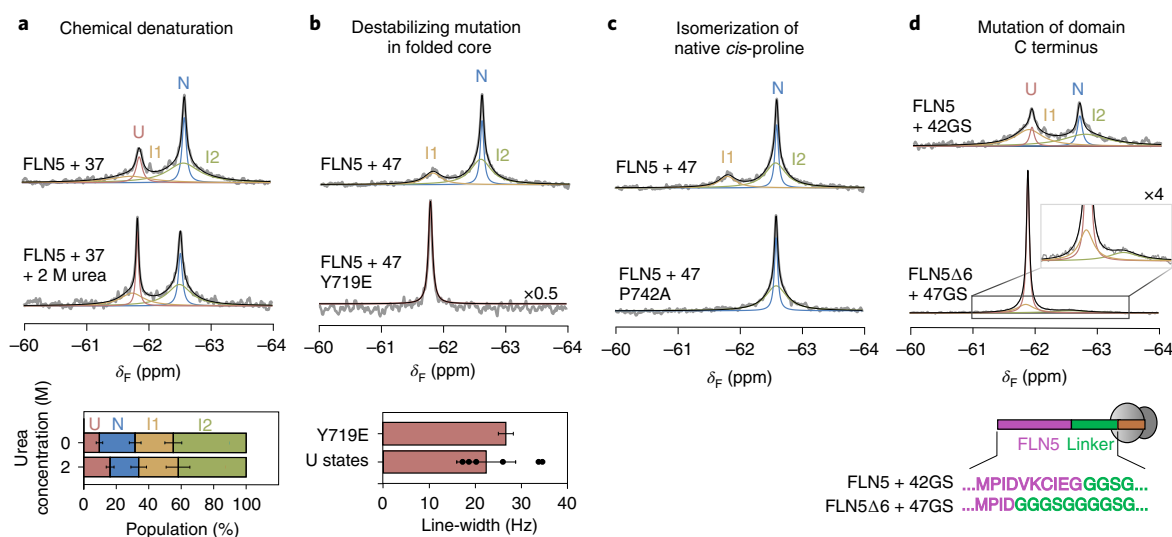 a Chemical denaturation
N
U
I1
I2
FLN5 + 37
FLN5 + 37
+ 2 M urea
–60 –61 –62 –63 –64
δF (ppm)
Urea
concentration (M)
U N I1 I2
0
2
0 20 40 60 80 100
Population (%)
b Destabilizing mutation
in folded core
N
I1
I2
FLN5 + 47
FLN5 + 47
Y719E
×0.5
–60 –61 –62 –63 –64
δF (ppm)
Y719E
U states
0 10 20 30 40
Line-width (Hz)
c Isomerization of
native cis-proline
N
I1
I2
FLN5 + 47
FLN5 + 47
P742A
–60 –61 –62 –63 –64
δF (ppm)
d Mutation of domain
C terminus
FLN5
+ 42GS
U
I1
N
I2
×4
FLN5Δ6
+ 47GS
–60 –61 –62 –63 –64
δF (ppm)
FLN5 Linker
FLN5 + 42GS ...MPIDVKCIEGGGSG...
FLN5Δ6 + 47GS ...MPIDGGGSGGGGSG...